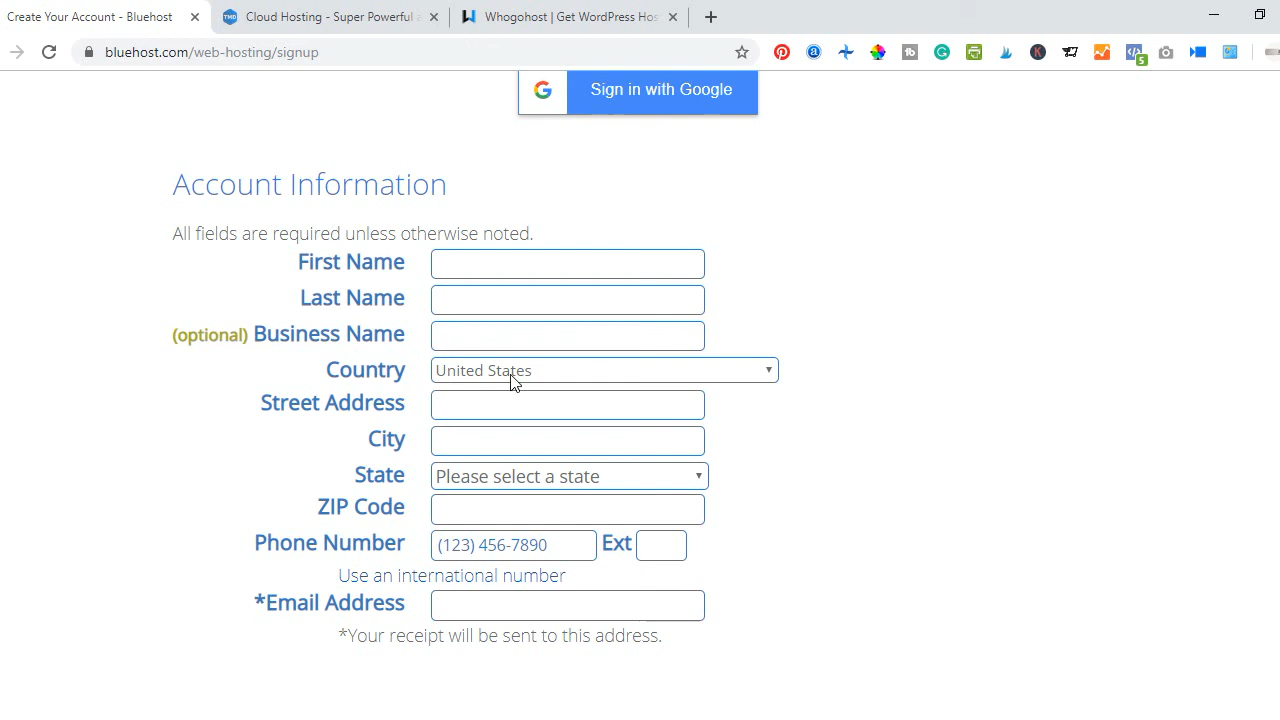 Create Your Account - Bluehost
Cloud Hosting - Super Powerful
Whogohost | Get WordPress Hos
bluehost.com/web-hosting/signup
Sign in with Google
Account Information
All fields are required unless otherwise noted.
First Name
Last Name
(optional) Business Name
Country United States
Street Address
City
State Please select a state
ZIP Code
Phone Number (123) 456-7890 Ext
Use an international number
*Email Address
*Your receipt will be sent to this address.